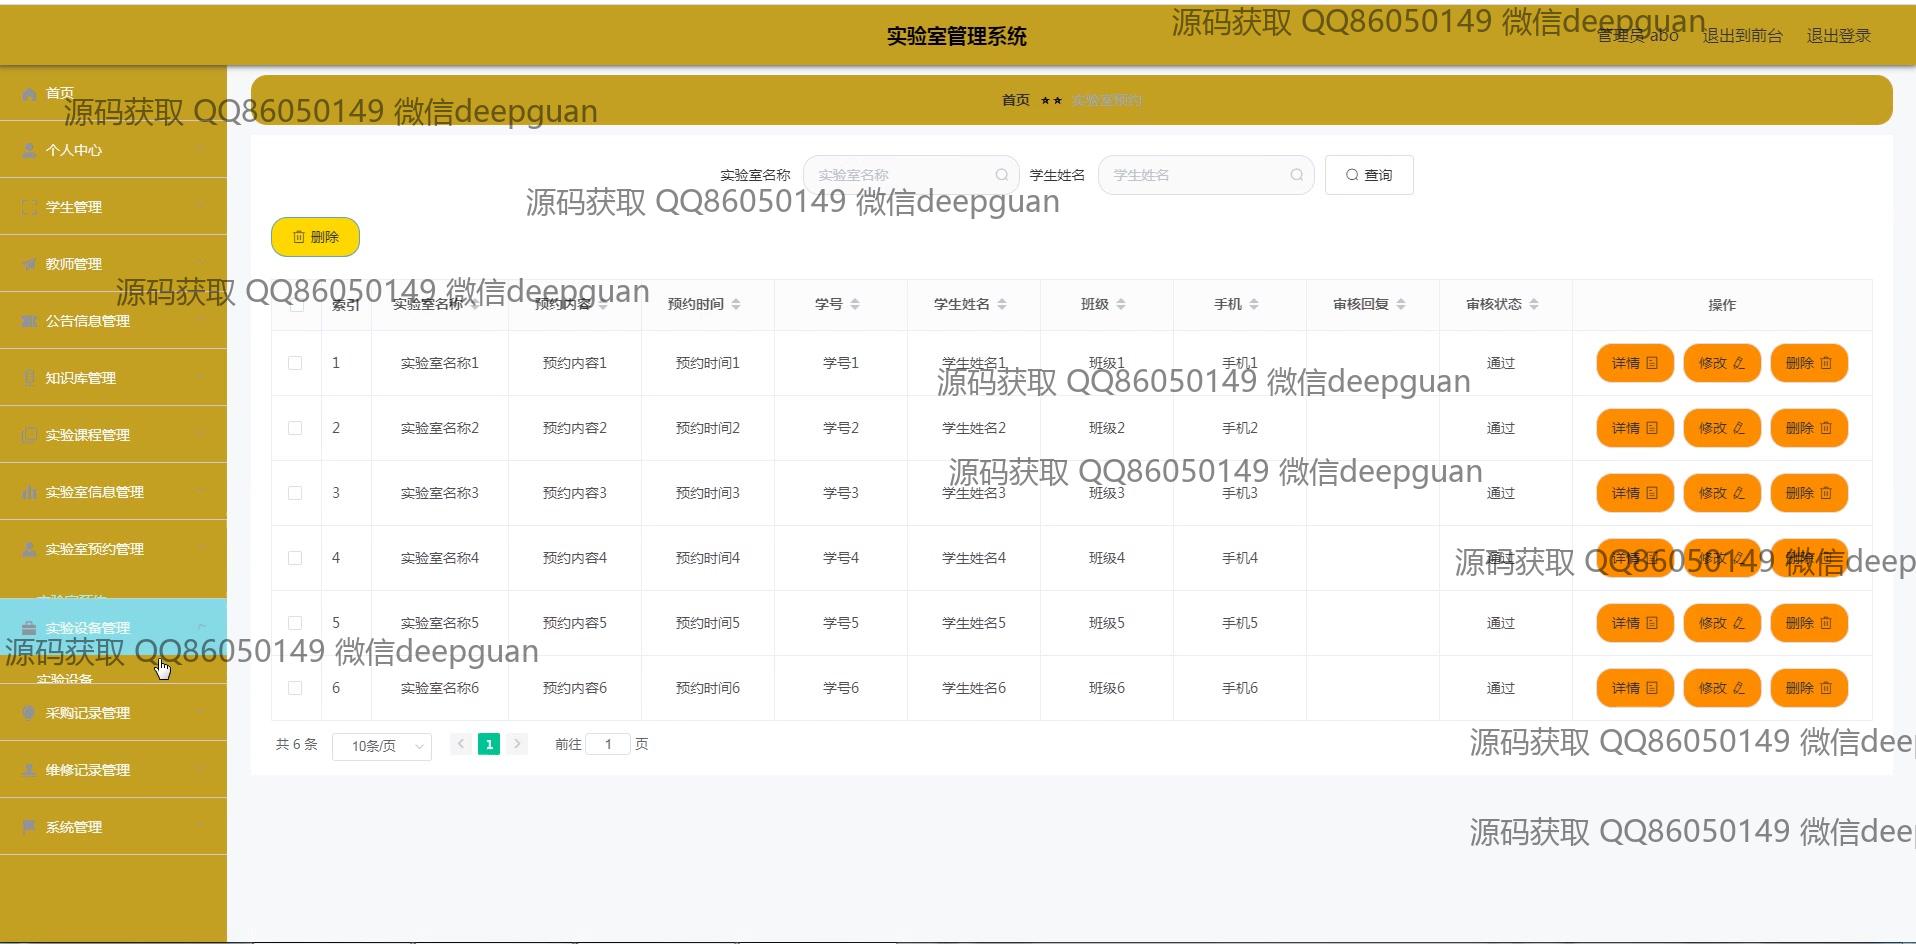 实验室管理系统
源码获取 QQ86050149 微信deepguan
管理员 abo 退出到前台 退出登录
首页
源码获取 QQ86050149 微信deepguan
首页 ★★ 实验室预约
个人中心
实验室名称 实验室名称 学生姓名 学生姓名 查询
源码获取 QQ86050149 微信deepguan
学生管理
删除
教师管理
源码获取 QQ86050149 微信deepguan
索引 实验室名称 预约内容 预约时间 学号 学生姓名 班级 手机 审核回复 审核状态 操作
公告信息管理
1 实验室名称1 预约内容1 预约时间1 学号1 学生姓名1 班级1 手机1 通过 详情 修改 删除
知识库管理
源码获取 QQ86050149 微信deepguan
2 实验室名称2 预约内容2 预约时间2 学号2 学生姓名2 班级2 手机2 通过 详情 修改 删除
实验课程管理
源码获取 QQ86050149 微信deepguan
3 实验室名称3 预约内容3 预约时间3 学号3 学生姓名3 班级3 手机3 通过 详情 修改 删除
实验室信息管理
4 实验室名称4 预约内容4 预约时间4 学号4 学生姓名4 班级4 手机4 通过 详情 修改 删除
源码获取 QQ86050149 微信deep
实验室预约管理
实验室预约
5 实验室名称5 预约内容5 预约时间5 学号5 学生姓名5 班级5 手机5 通过 详情 修改 删除
实验设备管理
源码获取 QQ86050149 微信deepguan
实验设备
6 实验室名称6 预约内容6 预约时间6 学号6 学生姓名6 班级6 手机6 通过 详情 修改 删除
采购记录管理
共 6 条 10条/页 1 前往 1 页
源码获取 QQ86050149 微信dee
维修记录管理
系统管理
源码获取 QQ86050149 微信dee